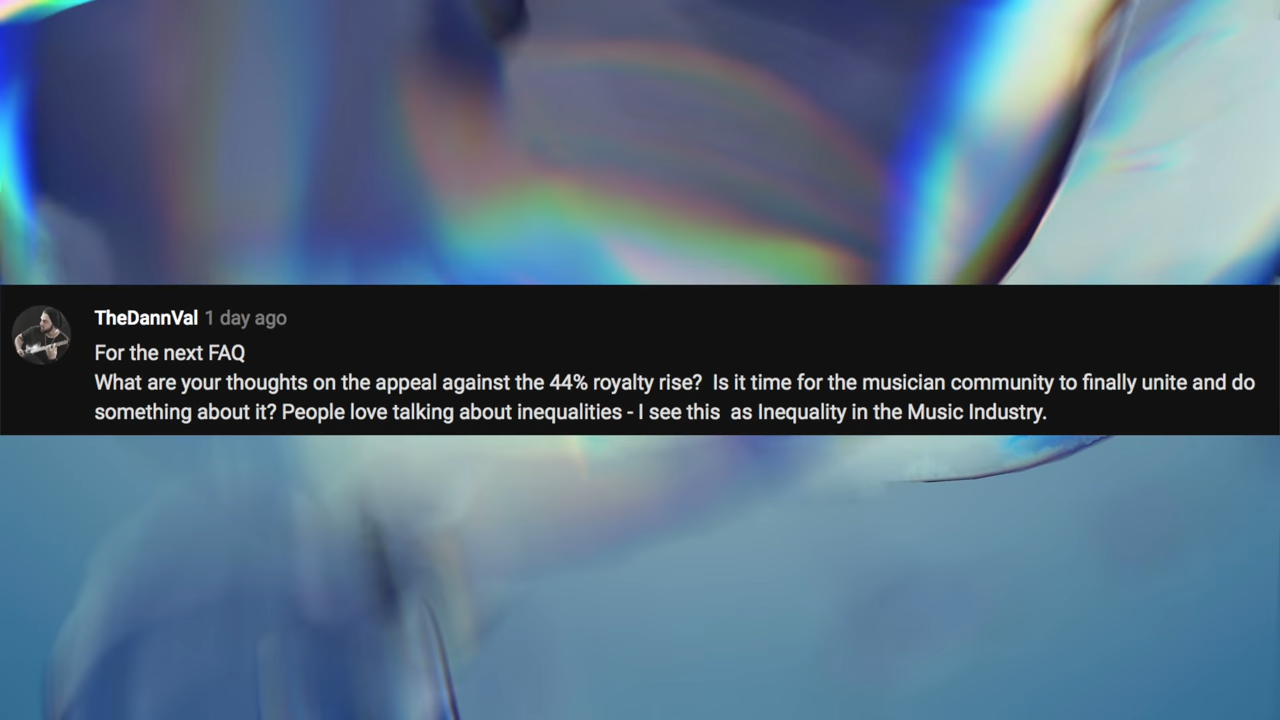 TheDannVal 1 day ago
For the next FAQ
What are your thoughts on the appeal against the 44% royalty rise?  Is it time for the musician community to finally unite and do
something about it? People love talking about inequalities - I see this  as Inequality in the Music Industry.